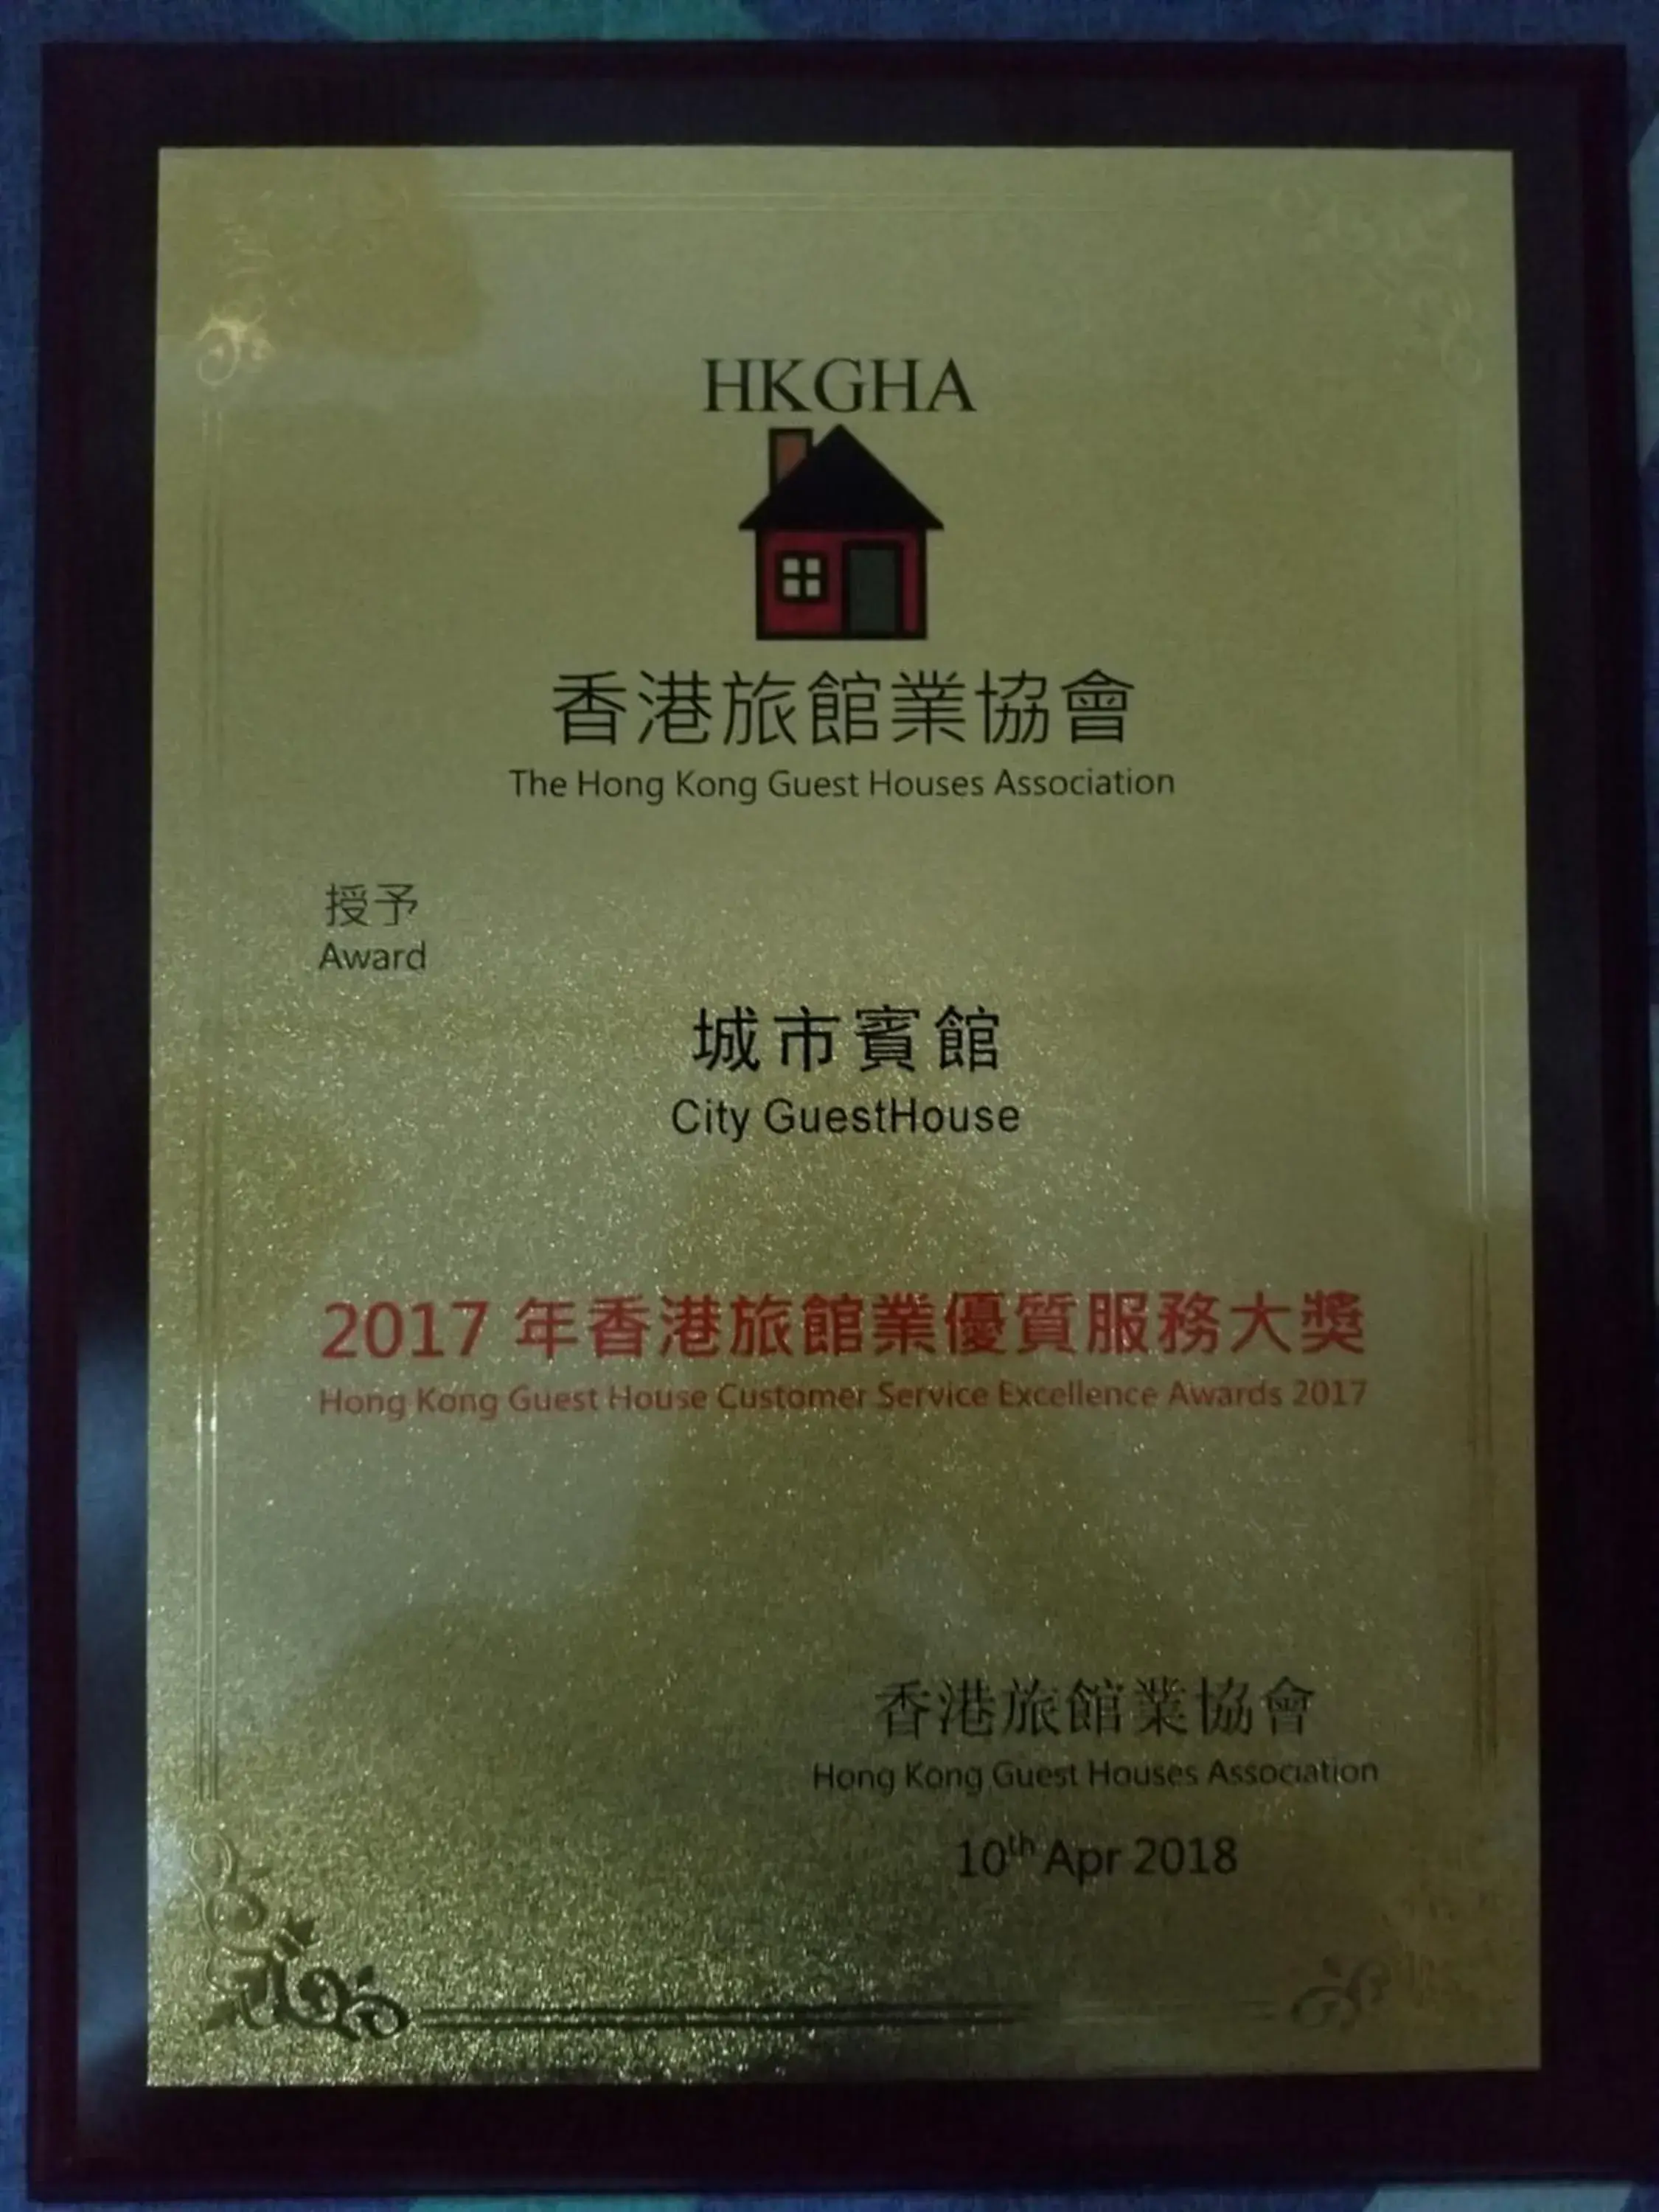 HKGHA
香港旅館業協會
The Hong Kong Guest Houses Association
授予
Award
城市賓館
City GuestHouse
2017 年香港旅館業優質服務大獎
Hong Kong Guest House Customer Service Excellence Awards 2017
香港旅館業協會
Hong Kong Guest Houses Association
10th Apr 2018